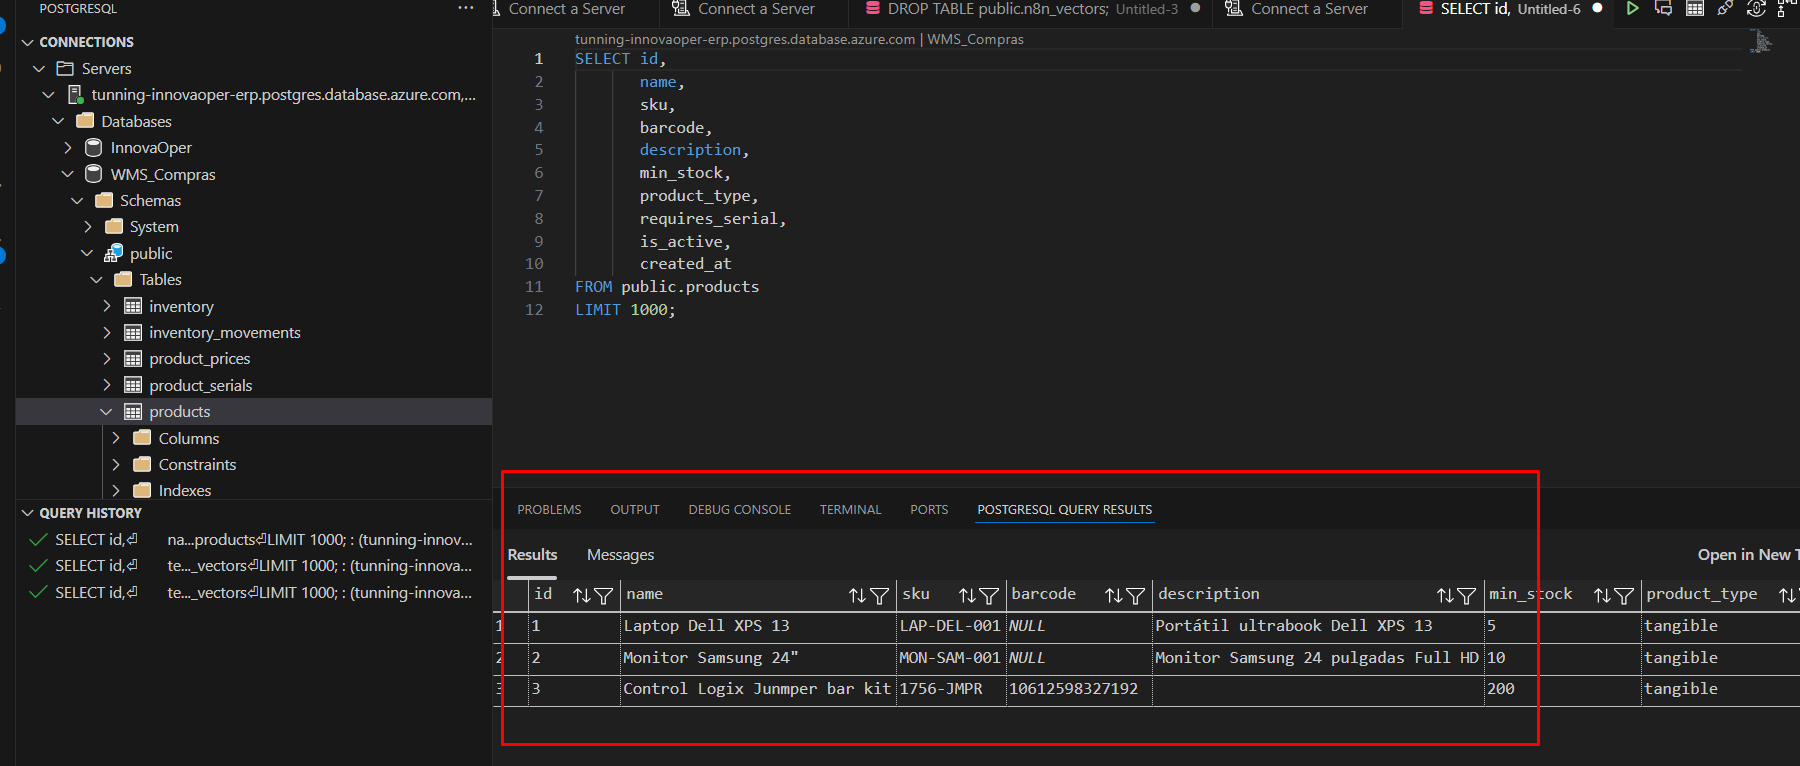 POSTGRESQL
CONNECTIONS
Servers
tunning-innovaoper-erp.postgres.database.azure.com,...
Databases
InnovaOper
WMS_Compras
Schemas
System
public
Tables
inventory
inventory_movements
product_prices
product_serials
products
Columns
Constraints
Indexes
QUERY HISTORY
SELECT id,⏎ na...products⏎LIMIT 1000; : (tunning-innov...
SELECT id,⏎ te..._vectors⏎LIMIT 1000; : (tunning-innova...
SELECT id,⏎ te..._vectors⏎LIMIT 1000; : (tunning-innova...
Connect a Server Connect a Server DROP TABLE public.n8n_vectors; Untitled-3 Connect a Server SELECT id, Untitled-6
tunning-innovaoper-erp.postgres.database.azure.com | WMS_Compras
1 SELECT id,
2 name,
3 sku,
4 barcode,
5 description,
6 min_stock,
7 product_type,
8 requires_serial,
9 is_active,
10 created_at
11 FROM public.products
12 LIMIT 1000;
PROBLEMS OUTPUT DEBUG CONSOLE TERMINAL PORTS POSTGRESQL QUERY RESULTS
Results Messages Open in New T
id name sku barcode description min_stock product_type
1 1 Laptop Dell XPS 13 LAP-DEL-001 NULL Portátil ultrabook Dell XPS 13 5 tangible
2 2 Monitor Samsung 24" MON-SAM-001 NULL Monitor Samsung 24 pulgadas Full HD 10 tangible
3 3 Control Logix Junmper bar kit 1756-JMPR 10612598327192 200 tangible